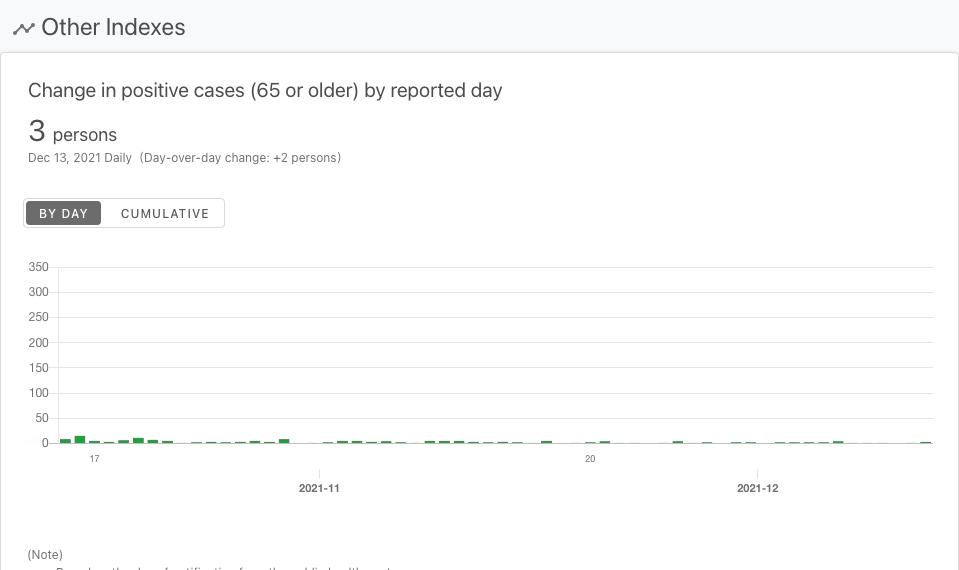 Other Indexes
Change in positive cases (65 or older) by reported day
3 persons
Dec 13, 2021 Daily (Day-over-day change: +2 persons)
BY DAY CUMULATIVE
350
300
250
200
150
100
50
0
17 20
2021-11 2021-12
(Note)